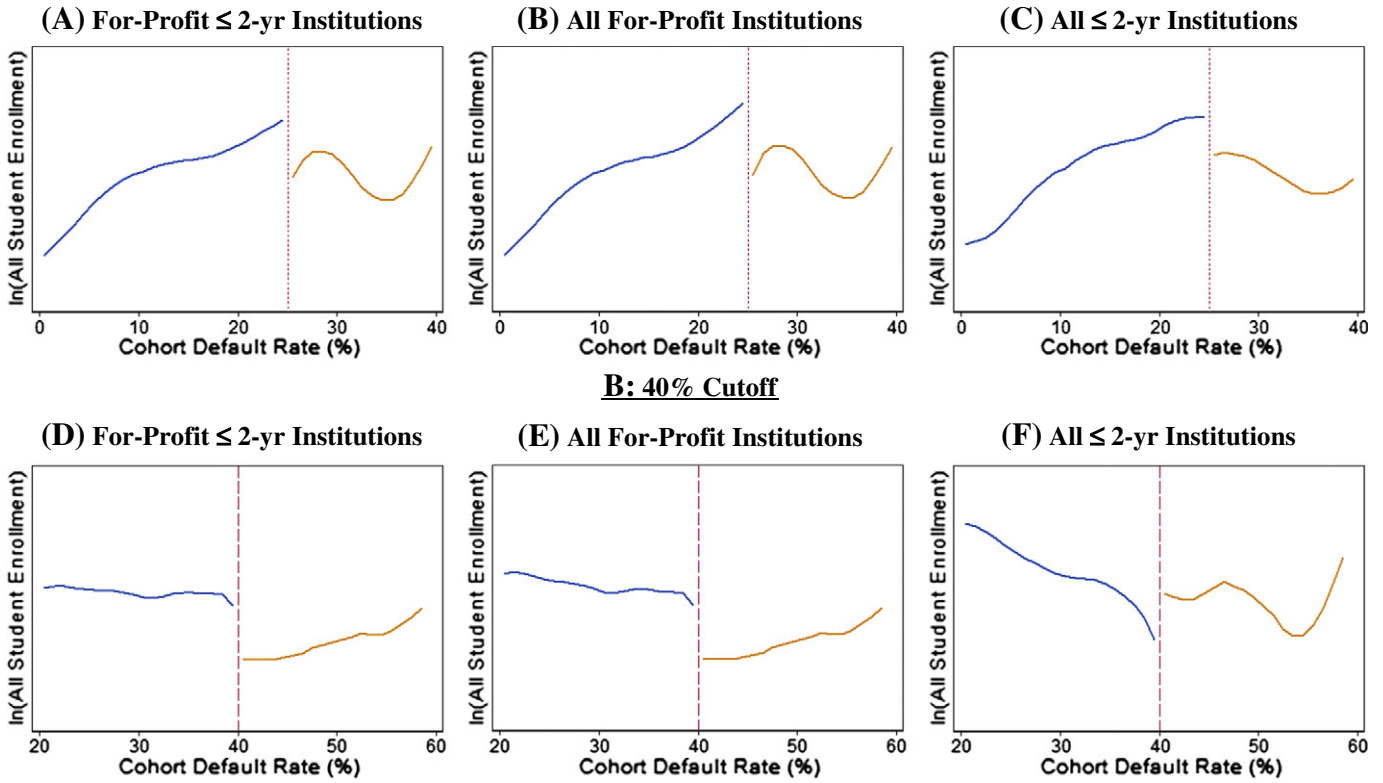 (A) For-Profit ≤ 2-yr Institutions
(B) All For-Profit Institutions
(C) All ≤ 2-yr Institutions
ln(All Student Enrollment)
0 10 20 30 40
Cohort Default Rate (%)
ln(All Student Enrollment)
0 10 20 30 40
Cohort Default Rate (%)
ln(All Student Enrollment)
0 10 20 30 40
Cohort Default Rate (%)
B: 40% Cutoff
(D) For-Profit ≤ 2-yr Institutions
(E) All For-Profit Institutions
(F) All ≤ 2-yr Institutions
ln(All Student Enrollment)
20 30 40 50 60
Cohort Default Rate (%)
ln(All Student Enrollment)
20 30 40 50 60
Cohort Default Rate (%)
ln(All Student Enrollment)
20 30 40 50 60
Cohort Default Rate (%)